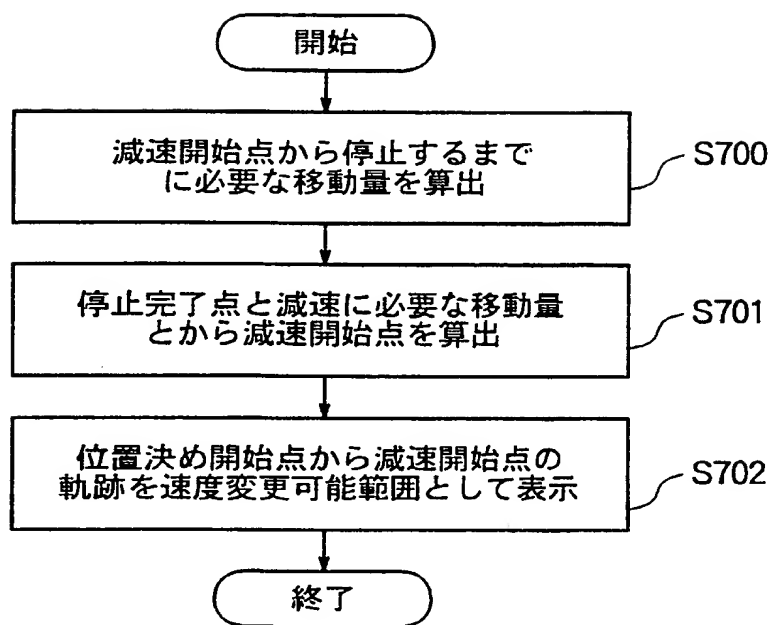 開始
減速開始点から停止するまで
に必要な移動量を算出
S700
停止完了点と減速に必要な移動量
とから減速開始点を算出
S701
位置決め開始点から減速開始点の
軌跡を速度変更可能範囲として表示
S702
終了